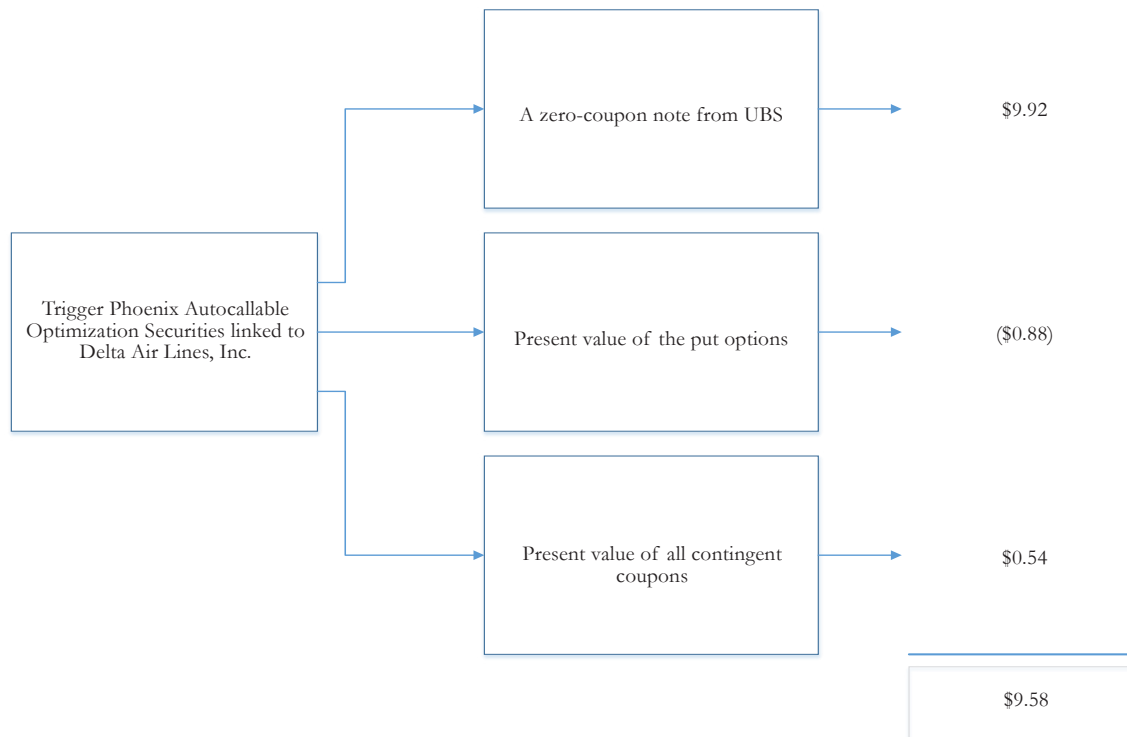 A zero-coupon note from UBS
$9.92
Trigger Phoenix Autocallable
Optimization Securities linked to
Delta Air Lines, Inc.
Present value of the put options
($0.88)
Present value of all contingent
coupons
$0.54
$9.58